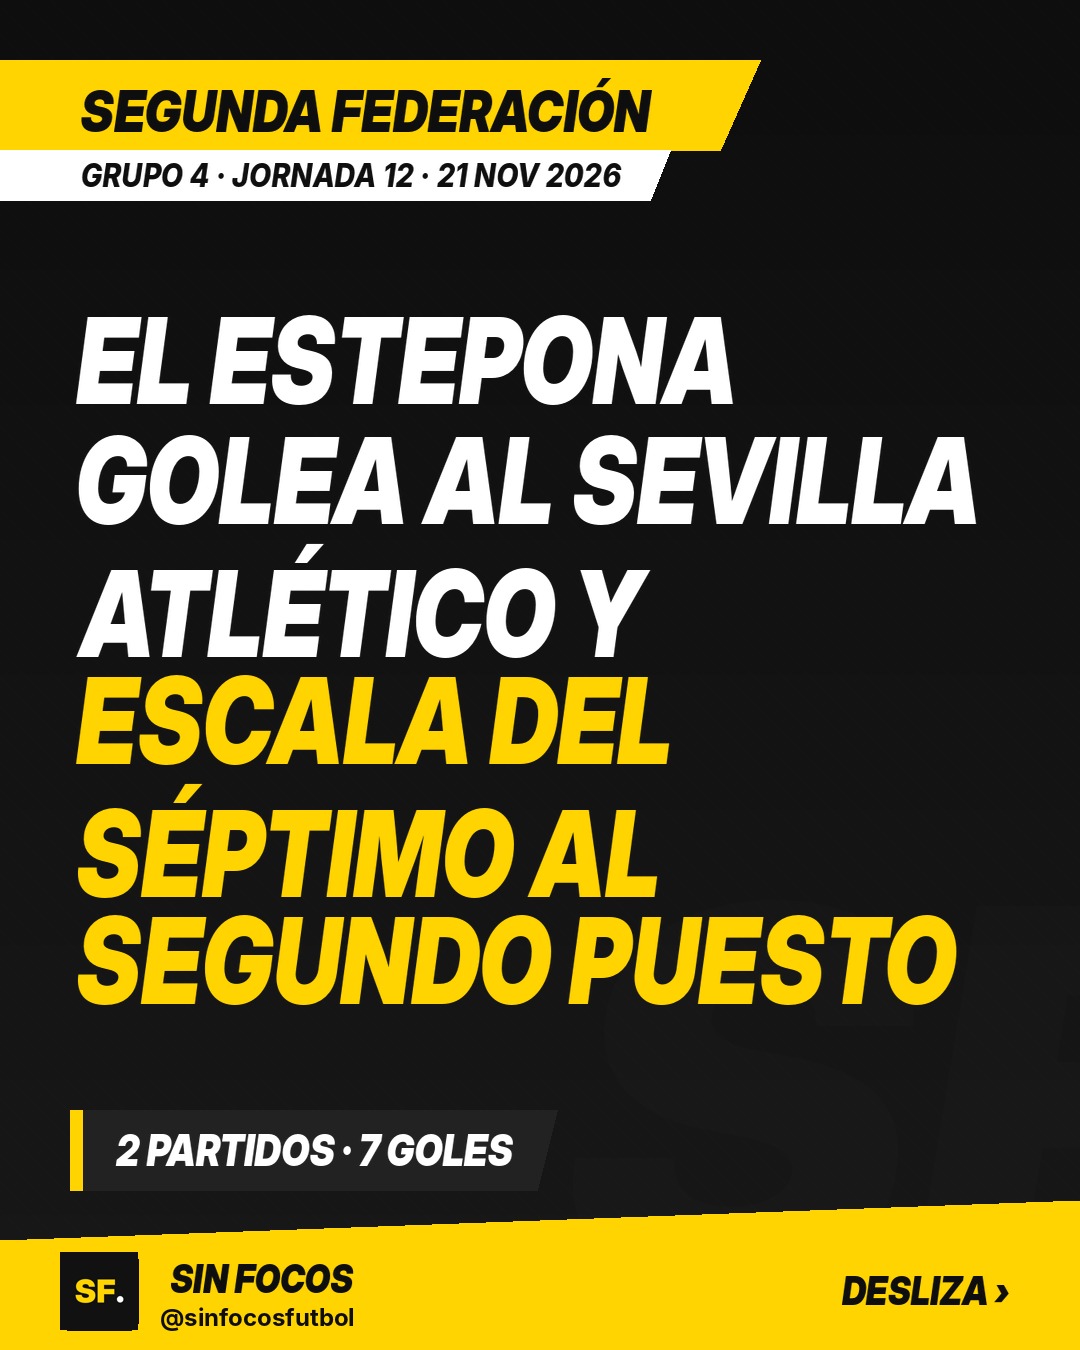 SEGUNDA FEDERACIÓN
GRUPO 4 · JORNADA 12 · 21 NOV 2026
EL ESTEPONA
GOLEA AL SEVILLA
ATLÉTICO Y
ESCALA DEL
SÉPTIMO AL
SEGUNDO PUESTO
2 PARTIDOS · 7 GOLES
SF.
SIN FOCOS
@sinfocosfutbol
DESLIZA ›